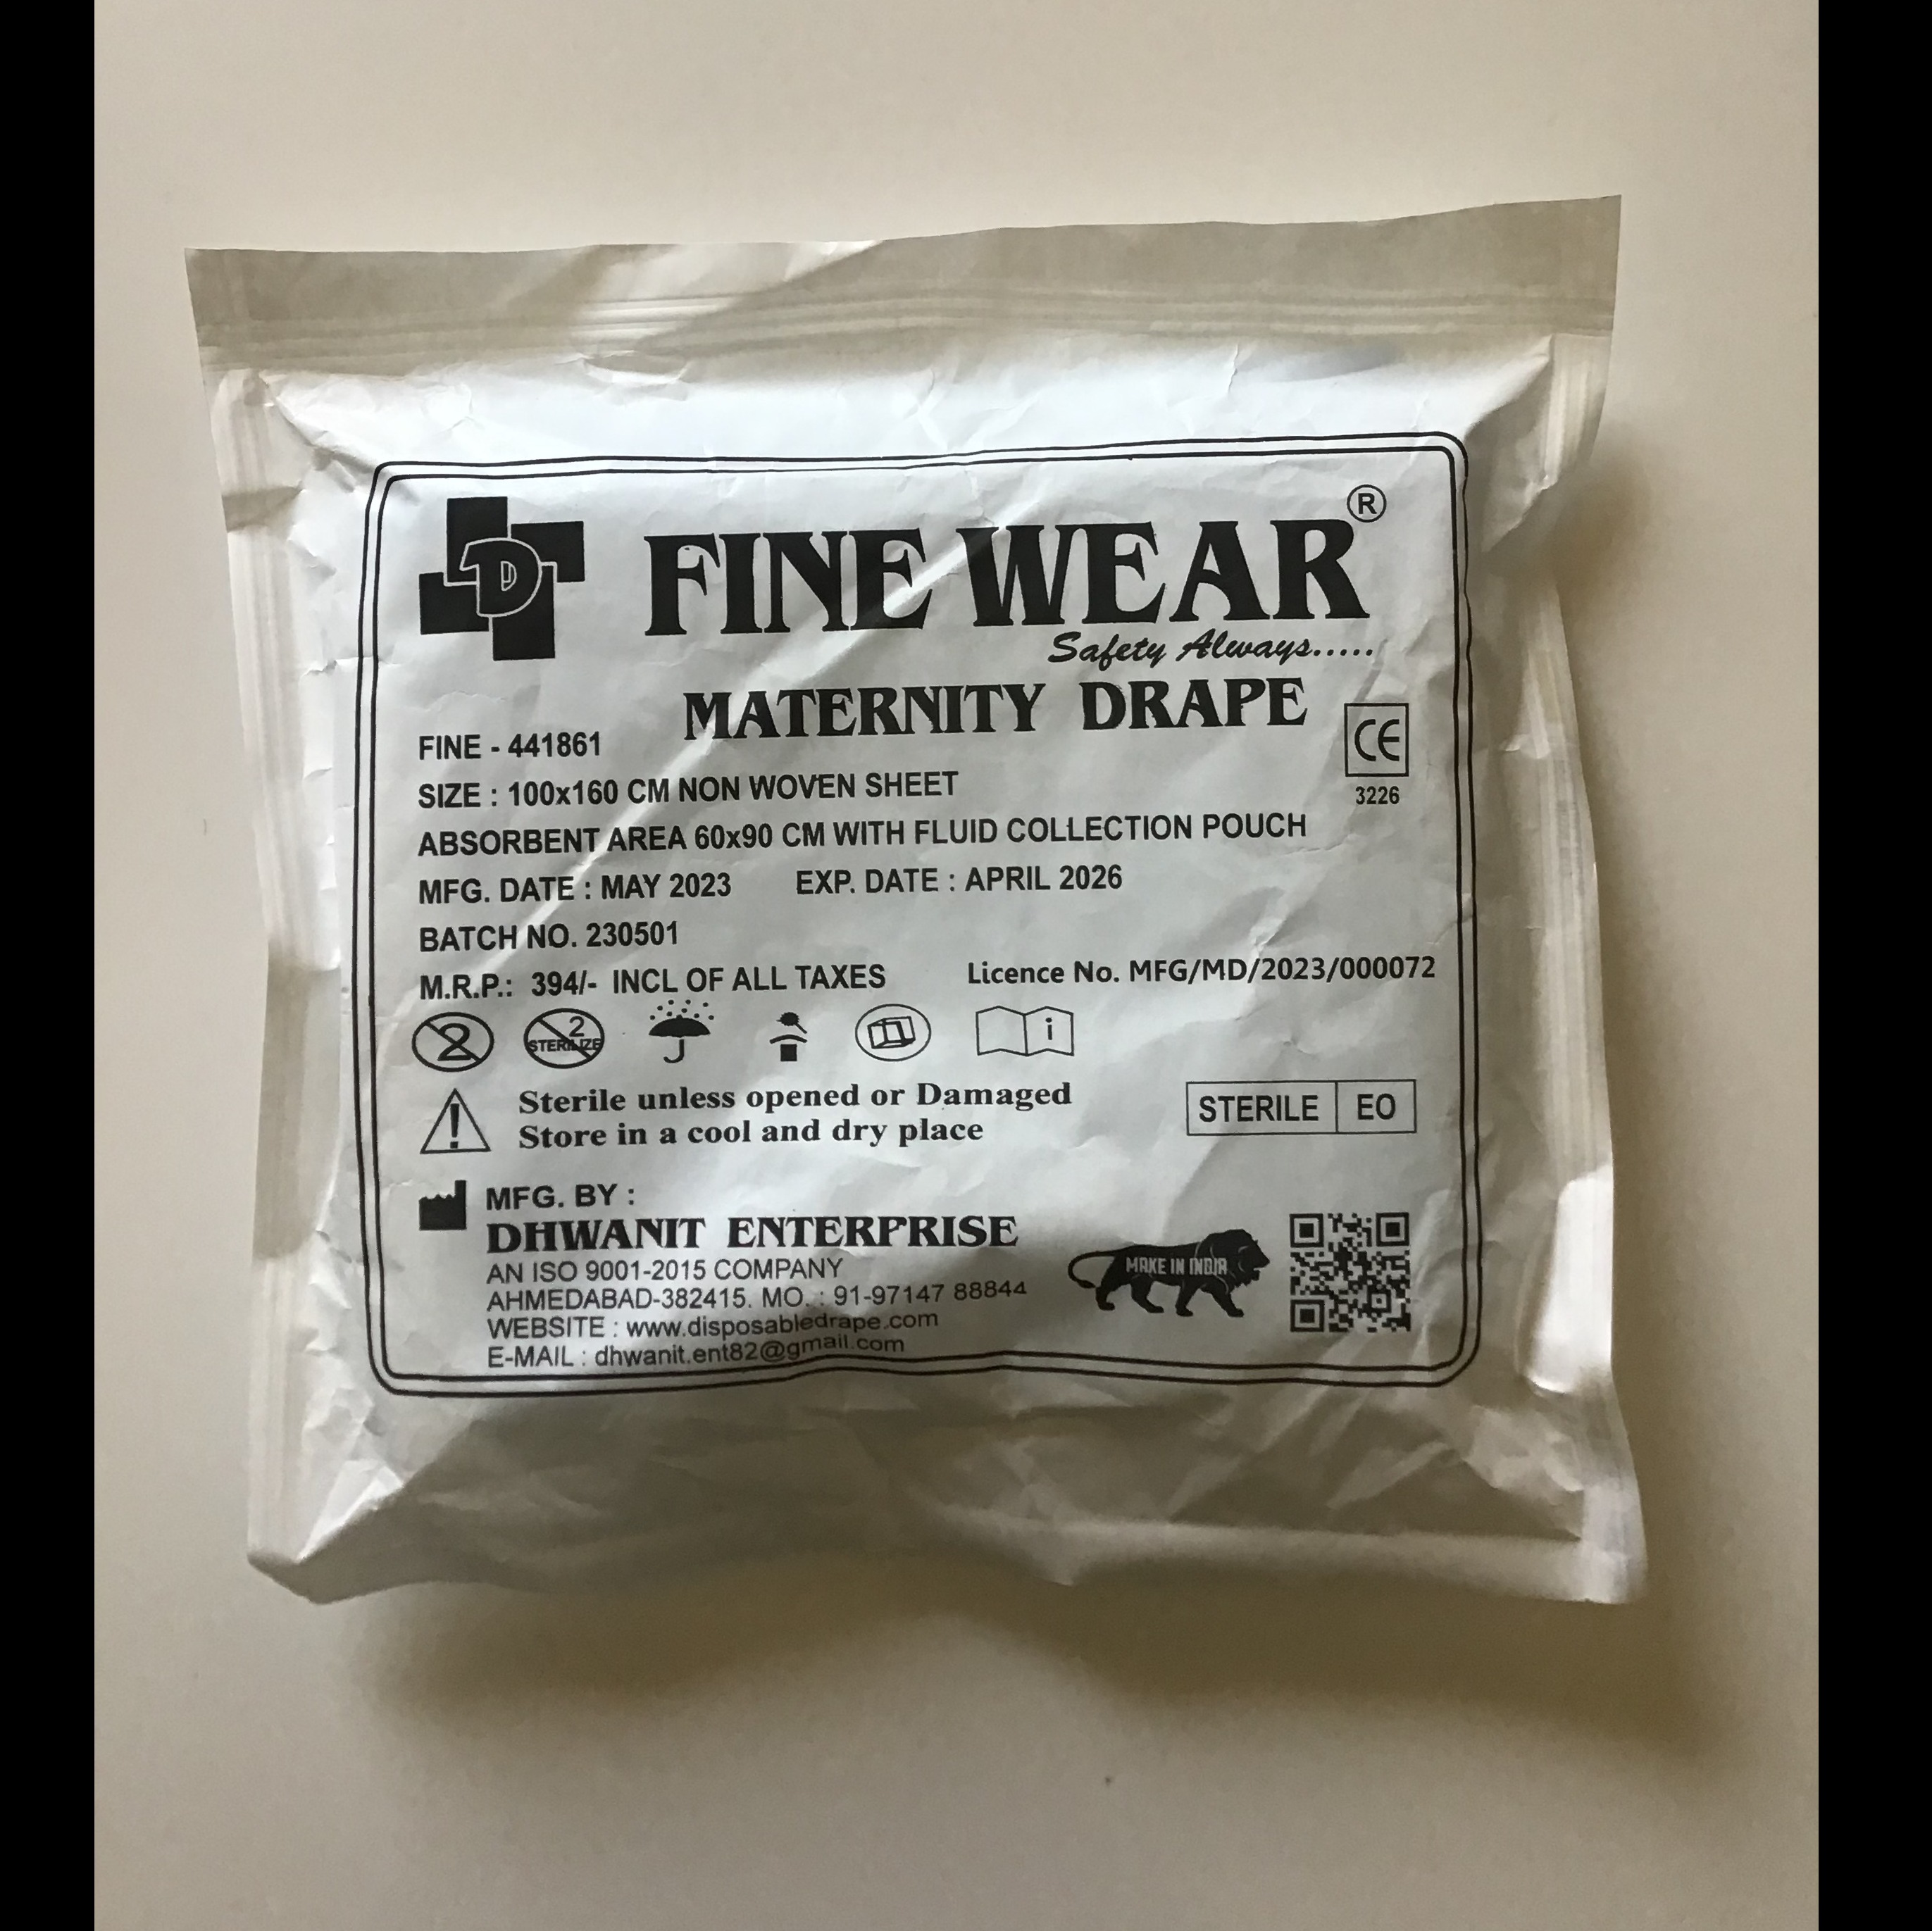 D
FINE WEAR ®
Safety Always.....
MATERNITY DRAPE
FINE - 441861
CE
SIZE : 100x160 CM NON WOVEN SHEET
3226
ABSORBENT AREA 60x90 CM WITH FLUID COLLECTION POUCH
MFG. DATE : MAY 2023 EXP. DATE : APRIL 2026
BATCH NO. 230501
M.R.P.: 394/- INCL OF ALL TAXES Licence No. MFG/MD/2023/000072
2 2 STERILIZE i
Sterile unless opened or Damaged
Store in a cool and dry place
STERILE EO
MFG. BY :
DHWANIT ENTERPRISE
AN ISO 9001-2015 COMPANY
MAKE IN INDIA
AHMEDABAD-382415. MO. : 91-97147 88844
WEBSITE : www.disposabledrape.com
E-MAIL : dhwanit.ent82@gmail.com